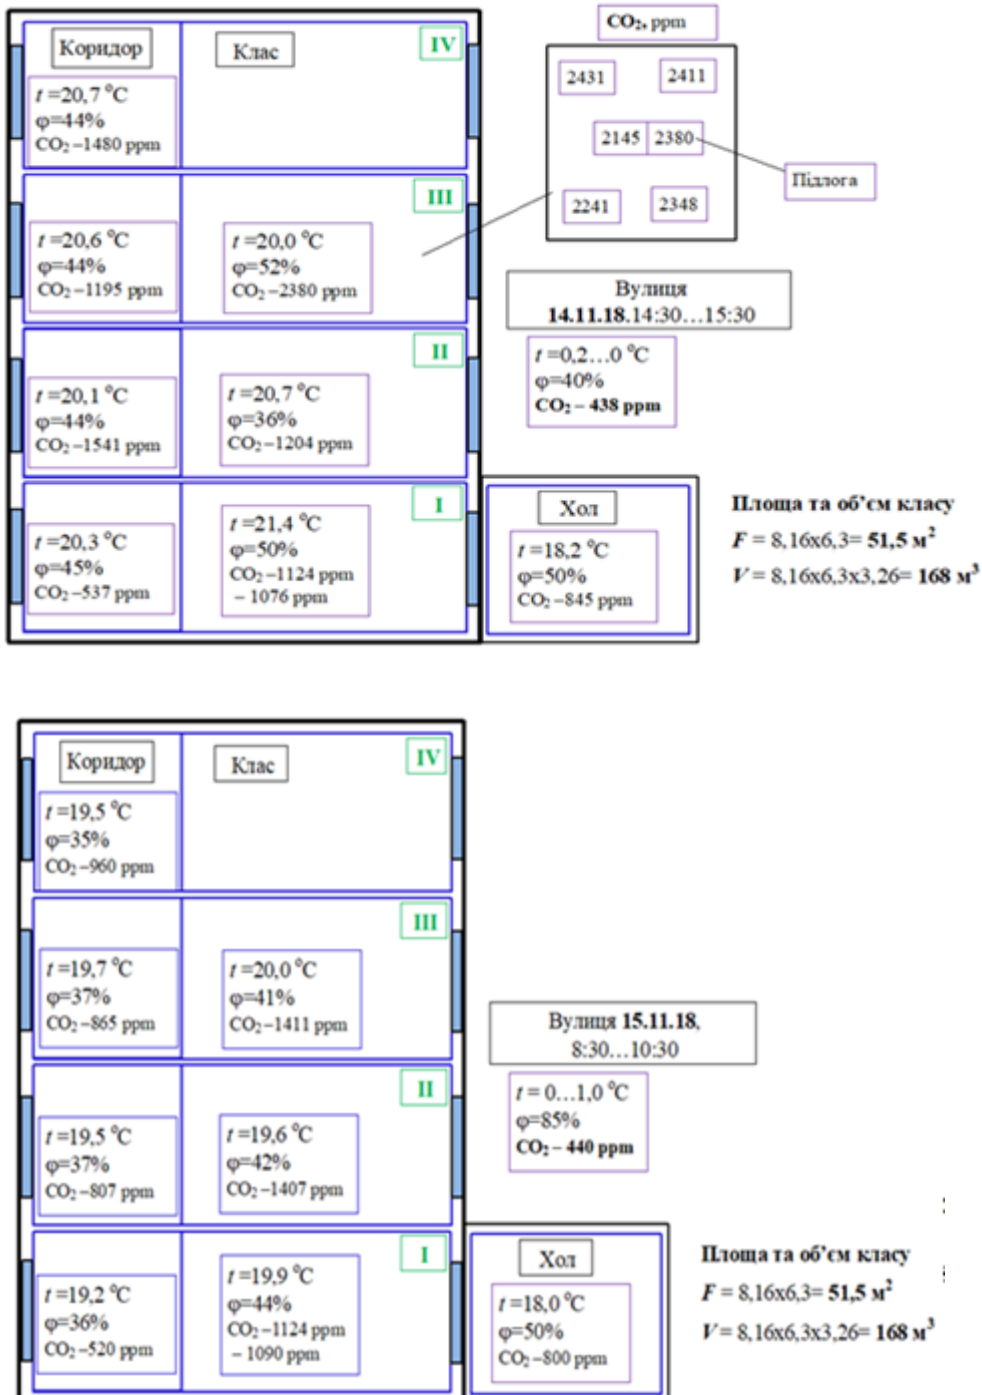 Коридор
Клас
IV
t =20,7 °C
φ=44%
CO₂ –1480 ppm
III
t =20,6 °C
φ=44%
CO₂ –1195 ppm
t =20,0 °C
φ=52%
CO₂ –2380 ppm
II
t =20,1 °C
φ=44%
CO₂ –1541 ppm
t =20,7 °C
φ=36%
CO₂ –1204 ppm
I
t =20,3 °C
φ=45%
CO₂ –537 ppm
t =21,4 °C
φ=50%
CO₂ –1124 ppm
– 1076 ppm
CO₂, ppm
2431 2411
2145 2380
2241 2348
Підлога
Вулиця
14.11.18.14:30…15:30
t =0,2…0 °C
φ=40%
CO₂ – 438 ppm
Хол
t =18,2 °C
φ=50%
CO₂ –845 ppm
Площа та об’єм класу
F = 8,16х6,3= 51,5 м²
V = 8,16х6,3х3,26= 168 м³
Коридор
Клас
IV
t =19,5 °C
φ=35%
CO₂ –960 ppm
III
t =19,7 °C
φ=37%
CO₂ –865 ppm
t =20,0 °C
φ=41%
CO₂ –1411 ppm
II
t =19,5 °C
φ=37%
CO₂ –807 ppm
t =19,6 °C
φ=42%
CO₂ –1407 ppm
I
t =19,2 °C
φ=36%
CO₂ –520 ppm
t =19,9 °C
φ=44%
CO₂ –1124 ppm
– 1090 ppm
Вулиця 15.11.18,
8:30…10:30
t = 0…1,0 °C
φ=85%
CO₂ – 440 ppm
Хол
t =18,0 °C
φ=50%
CO₂ –800 ppm
Площа та об’єм класу
F = 8,16х6,3= 51,5 м²
V = 8,16х6,3х3,26= 168 м³